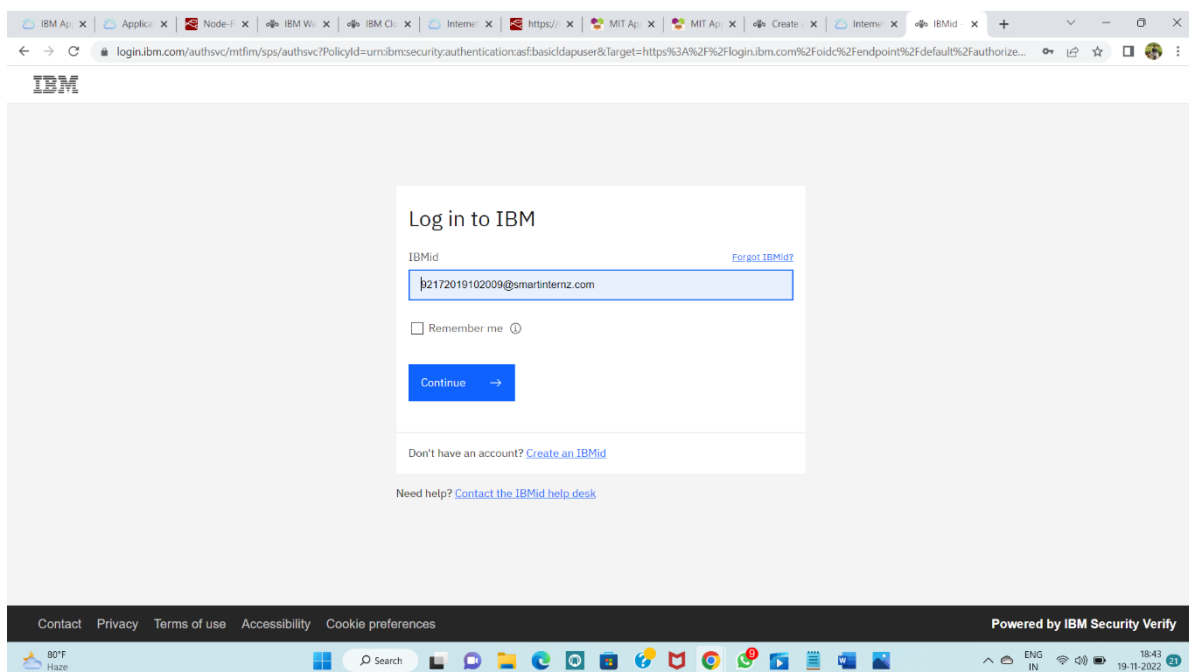 IBM Ap Applica Node-R IBM Wa IBM Clo Internet https:// MIT Ap MIT Ap Create Internet IBMid -
login.ibm.com/authsvc/mtfim/sps/authsvc?PolicyId=urn:ibm:security:authentication:asf:basicldapuser&Target=https%3A%2F%2Flogin.ibm.com%2Foidc%2Fendpoint%2Fdefault%2Fauthorize...
IBM
Log in to IBM
IBMid Forgot IBMid?
92172019102009@smartinternz.com
Remember me
Continue →
Don't have an account? Create an IBMid
Need help? Contact the IBMid help desk
Contact Privacy Terms of use Accessibility Cookie preferences Powered by IBM Security Verify
80°F
Haze
Search
9
ENG
IN
18:43
19-11-2022
21